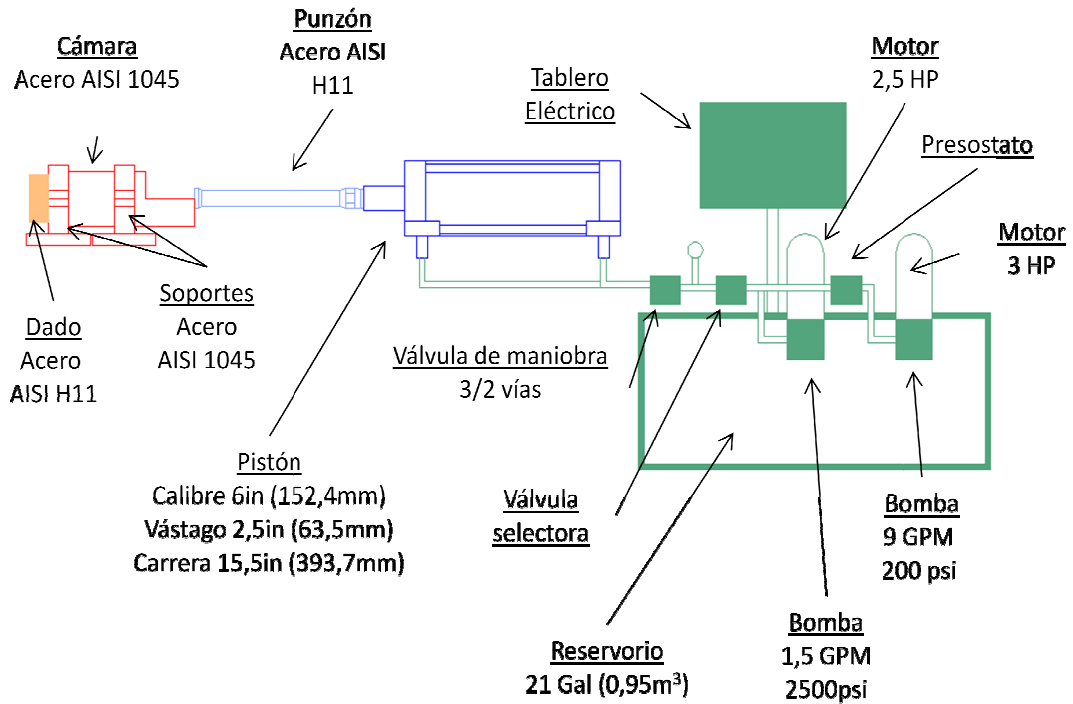 Cámara
Acero AISI 1045
Punzón
Acero AISI
H11
Tablero
Eléctrico
Motor
2,5 HP
Presostato
Motor
3 HP
Dado
Acero
AISI H11
Soportes
Acero
AISI 1045
Válvula de maniobra
3/2 vías
Pistón
Calibre 6in (152,4mm)
Vástago 2,5in (63,5mm)
Carrera 15,5in (393,7mm)
Válvula
selectora
Bomba
9 GPM
200 psi
Reservorio
21 Gal (0,95m³)
Bomba
1,5 GPM
2500psi